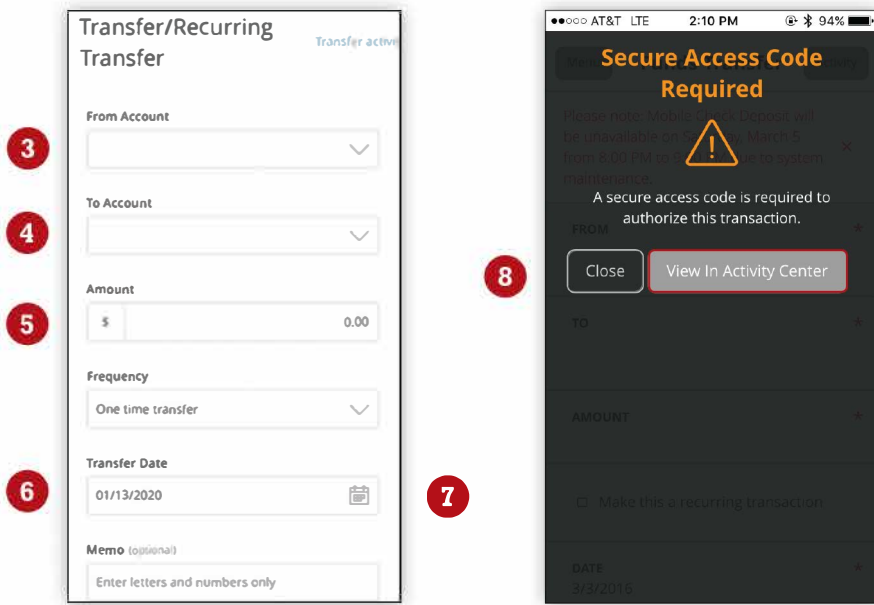 Transfer/Recurring
Transfer
Transfer activi
From Account
3
To Account
4
Amount
5
$ 0.00
Frequency
One time transfer
Transfer Date
6
01/13/2020
7
Memo (optional)
Enter letters and numbers only
AT&T LTE 2:10 PM 94%
Secure Access Code
Required
Please note: Mobile Check Deposit will
be unavailable on Saturday, March 5
from 8:00 PM to 9 due to system
maintenance.
A secure access code is required to
authorize this transaction.
FROM *
8
Close View In Activity Center
TO *
AMOUNT *
Make this a recurring transaction
DATE *
3/3/2016